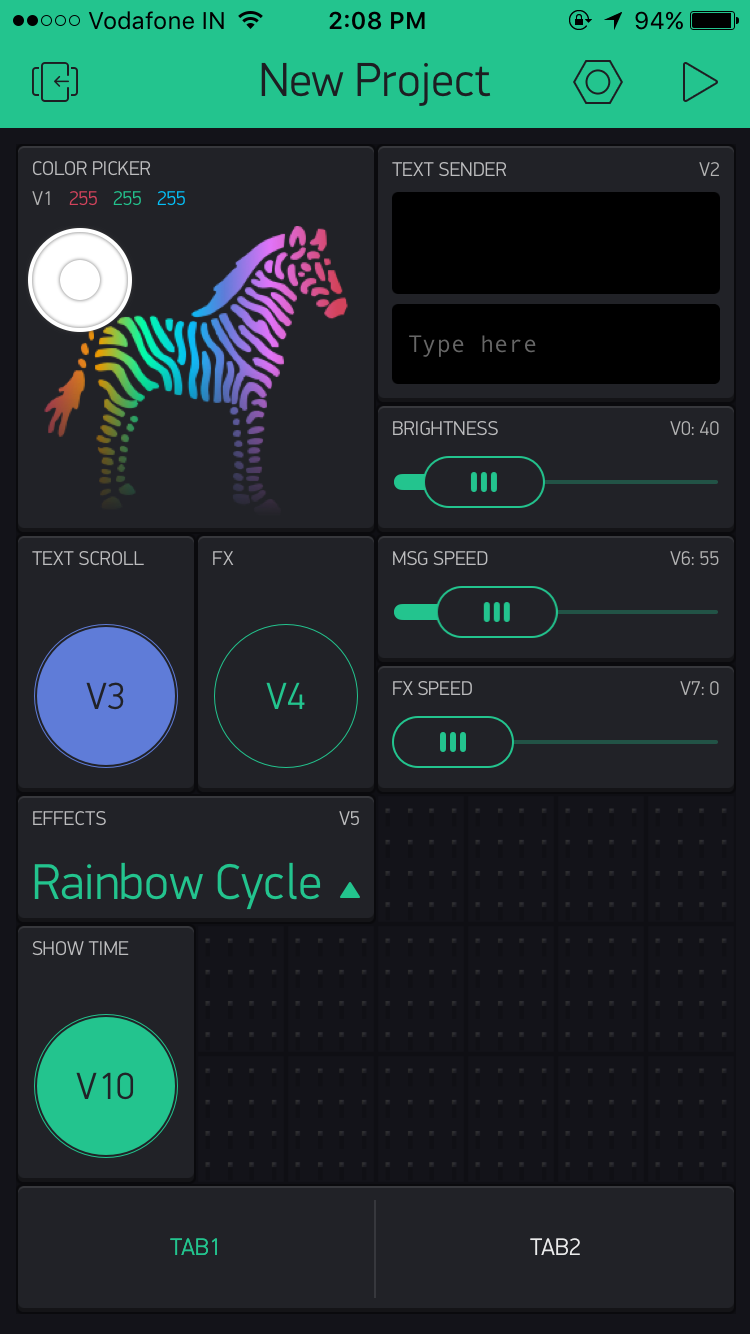 Vodafone IN 2:08 PM 94%
New Project
COLOR PICKER
V1 255 255 255
TEXT SENDER V2
Type here
BRIGHTNESS V0: 40
TEXT SCROLL
V3
FX
V4
MSG SPEED V6: 55
FX SPEED V7: 0
EFFECTS V5
Rainbow Cycle
SHOW TIME
V10
TAB1 TAB2